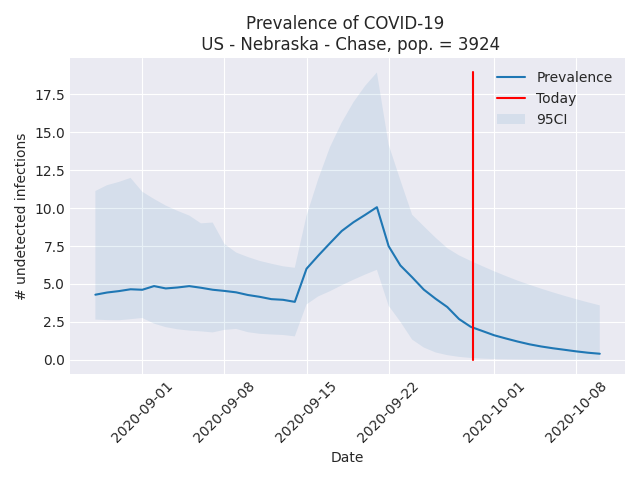 Prevalence of COVID-19
US - Nebraska - Chase, pop. = 3924
Prevalence
Today
95CI
# undetected infections
17.5
15.0
12.5
10.0
7.5
5.0
2.5
0.0
2020-09-01
2020-09-08
2020-09-15
2020-09-22
2020-10-01
2020-10-08
Date